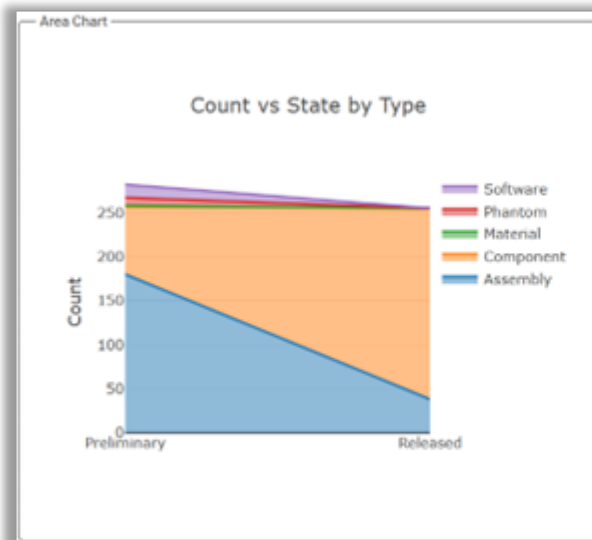 Area Chart
Count vs State by Type
Software
Phantom
Material
Component
Assembly
250
200
150
100
50
0
Count
Preliminary
Released